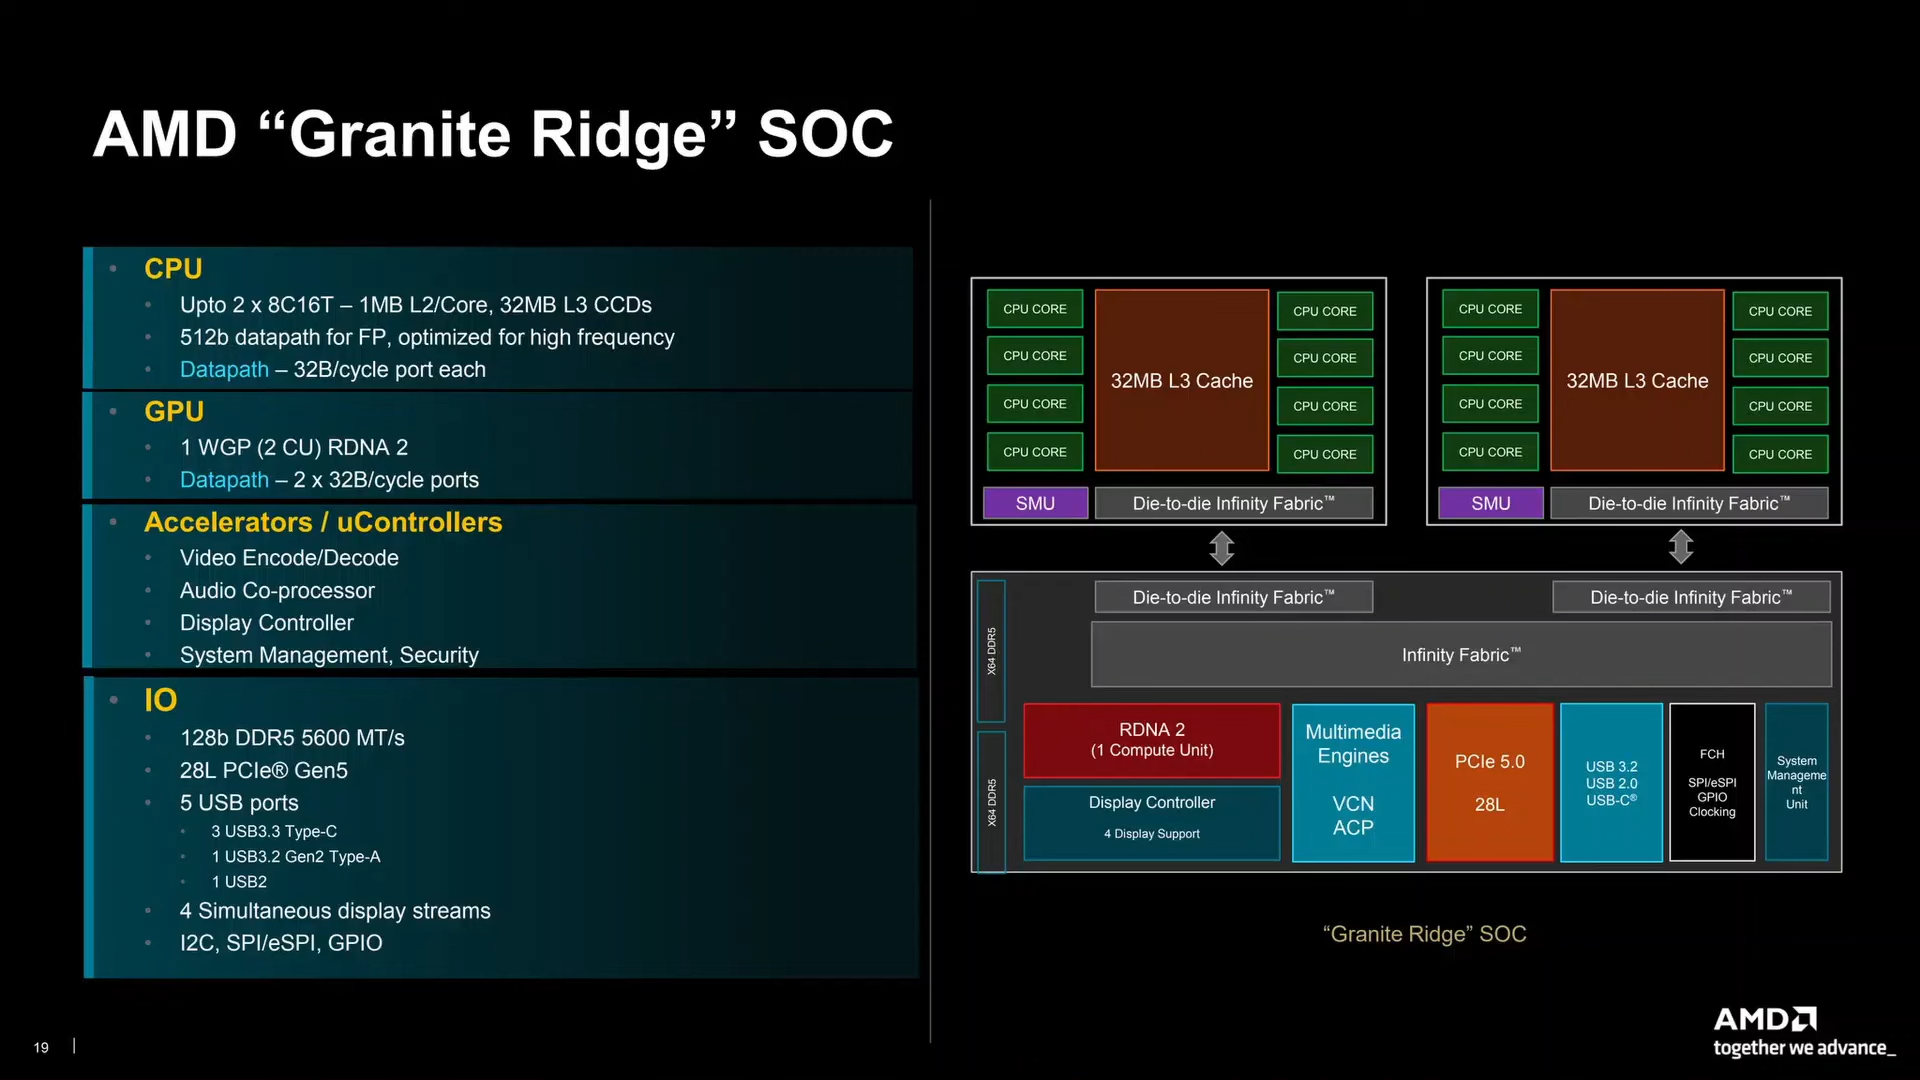 AMD “Granite Ridge” SOC
CPU
Upto 2 x 8C16T – 1MB L2/Core, 32MB L3 CCDs
512b datapath for FP, optimized for high frequency
Datapath – 32B/cycle port each
GPU
1 WGP (2 CU) RDNA 2
Datapath – 2 x 32B/cycle ports
Accelerators / uControllers
Video Encode/Decode
Audio Co-processor
Display Controller
System Management, Security
IO
128b DDR5 5600 MT/s
28L PCIe® Gen5
5 USB ports
3 USB3.3 Type-C
1 USB3.2 Gen2 Type-A
1 USB2
4 Simultaneous display streams
I2C, SPI/eSPI, GPIO
CPU CORE
CPU CORE
CPU CORE
CPU CORE
32MB L3 Cache
CPU CORE
CPU CORE
CPU CORE
CPU CORE
SMU
Die-to-die Infinity Fabric™
CPU CORE
CPU CORE
CPU CORE
CPU CORE
32MB L3 Cache
CPU CORE
CPU CORE
CPU CORE
CPU CORE
SMU
Die-to-die Infinity Fabric™
X64 DDR5
X64 DDR5
Die-to-die Infinity Fabric™
Die-to-die Infinity Fabric™
Infinity Fabric™
RDNA 2
(1 Compute Unit)
Display Controller
4 Display Support
Multimedia
Engines
VCN
ACP
PCIe 5.0
28L
USB 3.2
USB 2.0
USB-C®
FCH
SPI/eSPI
GPIO
Clocking
System
Manageme
nt
Unit
“Granite Ridge” SOC
19
AMD
together we advance_